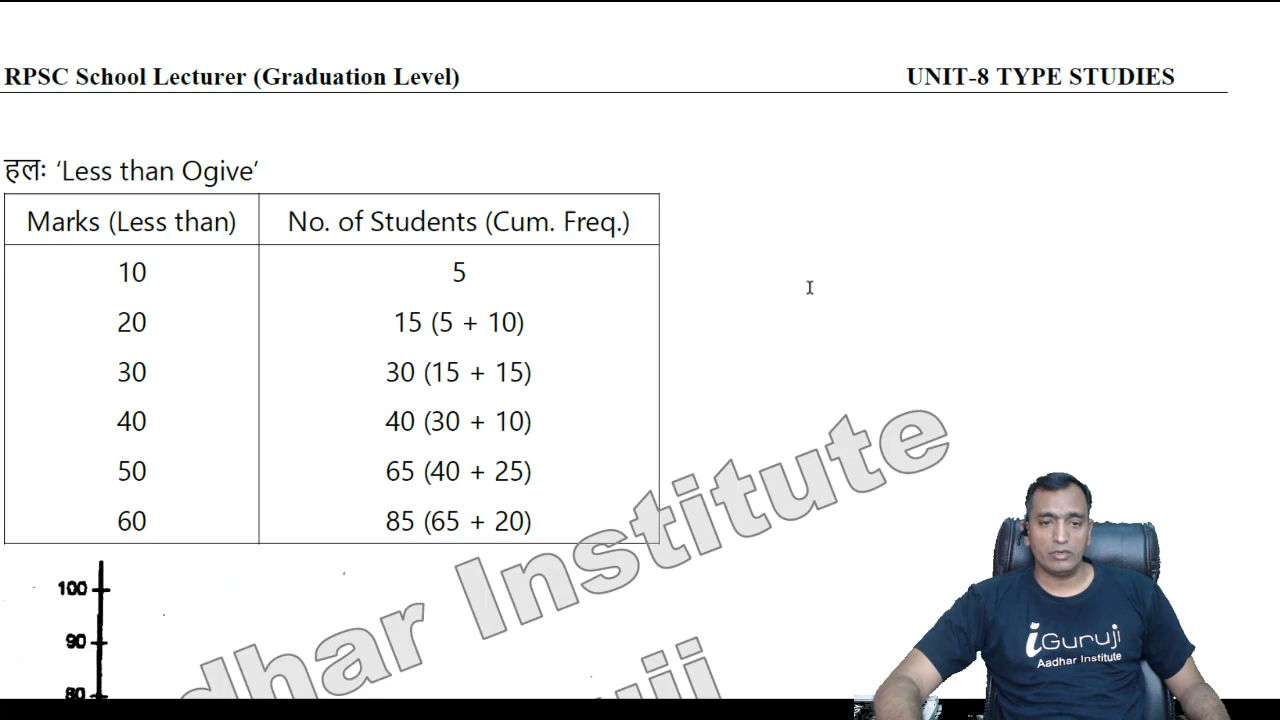 RPSC School Lecturer (Graduation Level) UNIT-8 TYPE STUDIES
हलः ‘Less than Ogive’
Marks (Less than) No. of Students (Cum. Freq.)
10 5
20 15 (5 + 10)
30 30 (15 + 15)
40 40 (30 + 10)
50 65 (40 + 25)
60 85 (65 + 20)
100
90
80
dhar Institute
iGuruji
Aadhar Institute